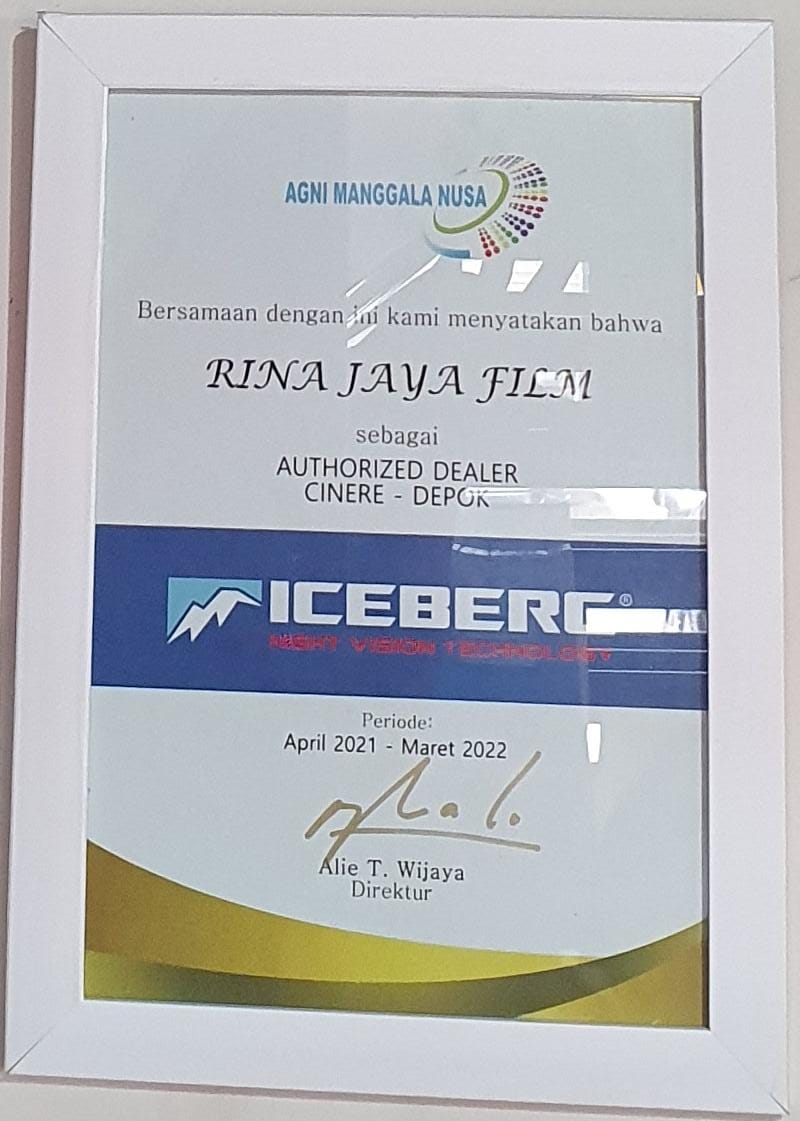 AGNI MANGGALA NUSA
Bersamaan dengan ini kami menyatakan bahwa
RINA JAYA FILM
sebagai
AUTHORIZED DEALER
CINERE - DEPOK
ICEBERG®
NIGHT VISION TECHNOLOGY
Periode:
April 2021 - Maret 2022
Alie T. Wijaya
Direktur